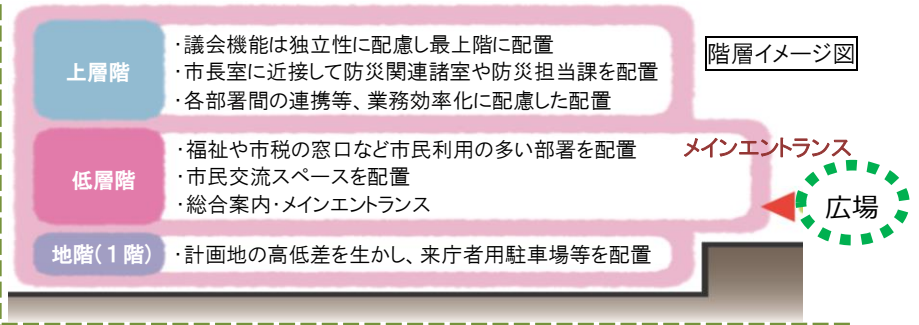 階層イメージ図
上層階
・議会機能は独立性に配慮し最上階に配置
・市長室に近接して防災関連諸室や防災担当課を配置
・各部署間の連携等、業務効率化に配慮した配置
低層階
・福祉や市税の窓口など市民利用の多い部署を配置
・市民交流スペースを配置
・総合案内・メインエントランス
メインエントランス
広場
地階(1階)
・計画地の高低差を生かし、来庁者用駐車場等を配置